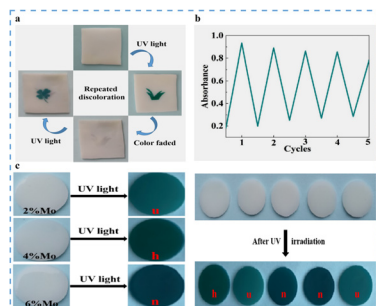 a
UV light
Repeated
discoloration
UV light
Color faded
b
Absorbance
1.0
0.8
0.6
0.4
0.2
1 2 3 4 5
Cycles
c
2%Mo
UV light
4%Mo
UV light
h
6%Mo
UV light
n
After UV irradiation
h
n
n